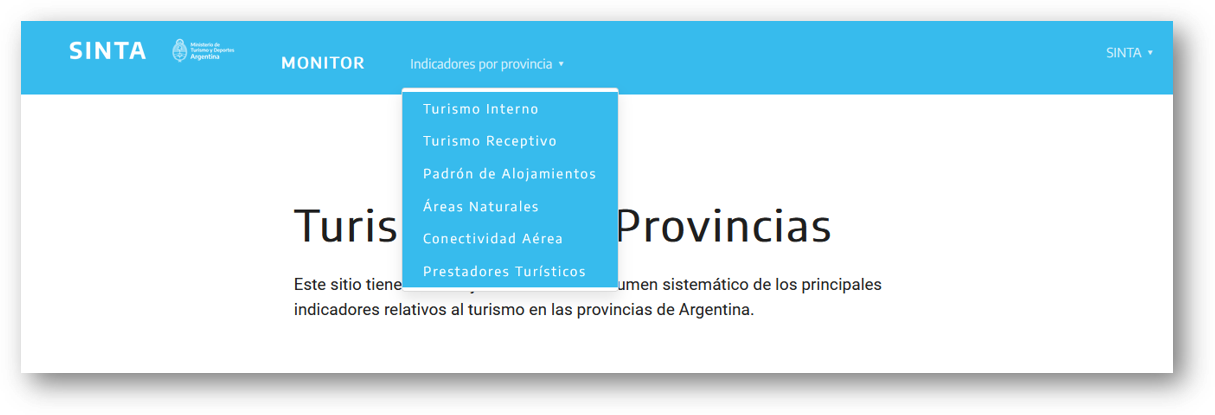 SINTA
Ministerio de
Turismo y Deportes
Argentina
MONITOR
Indicadores por provincia ▾
SINTA ▾
Turismo Interno
Turismo Receptivo
Padrón de Alojamientos
Áreas Naturales
Conectividad Aérea
Prestadores Turísticos
Turis Provincias
Este sitio tiene umen sistemático de los principales
indicadores relativos al turismo en las provincias de Argentina.